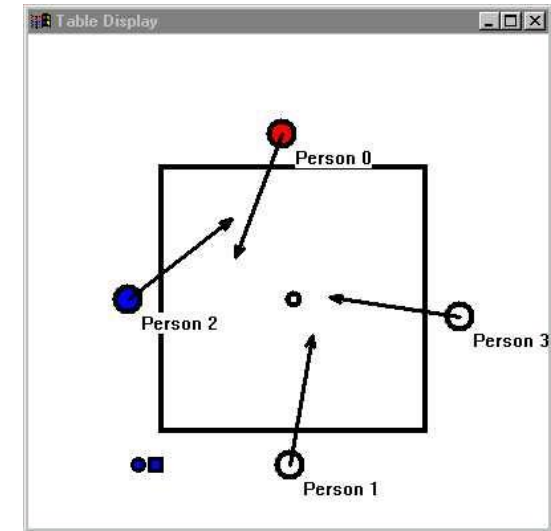 Table Display
Person 0
Person 2
Person 3
Person 1